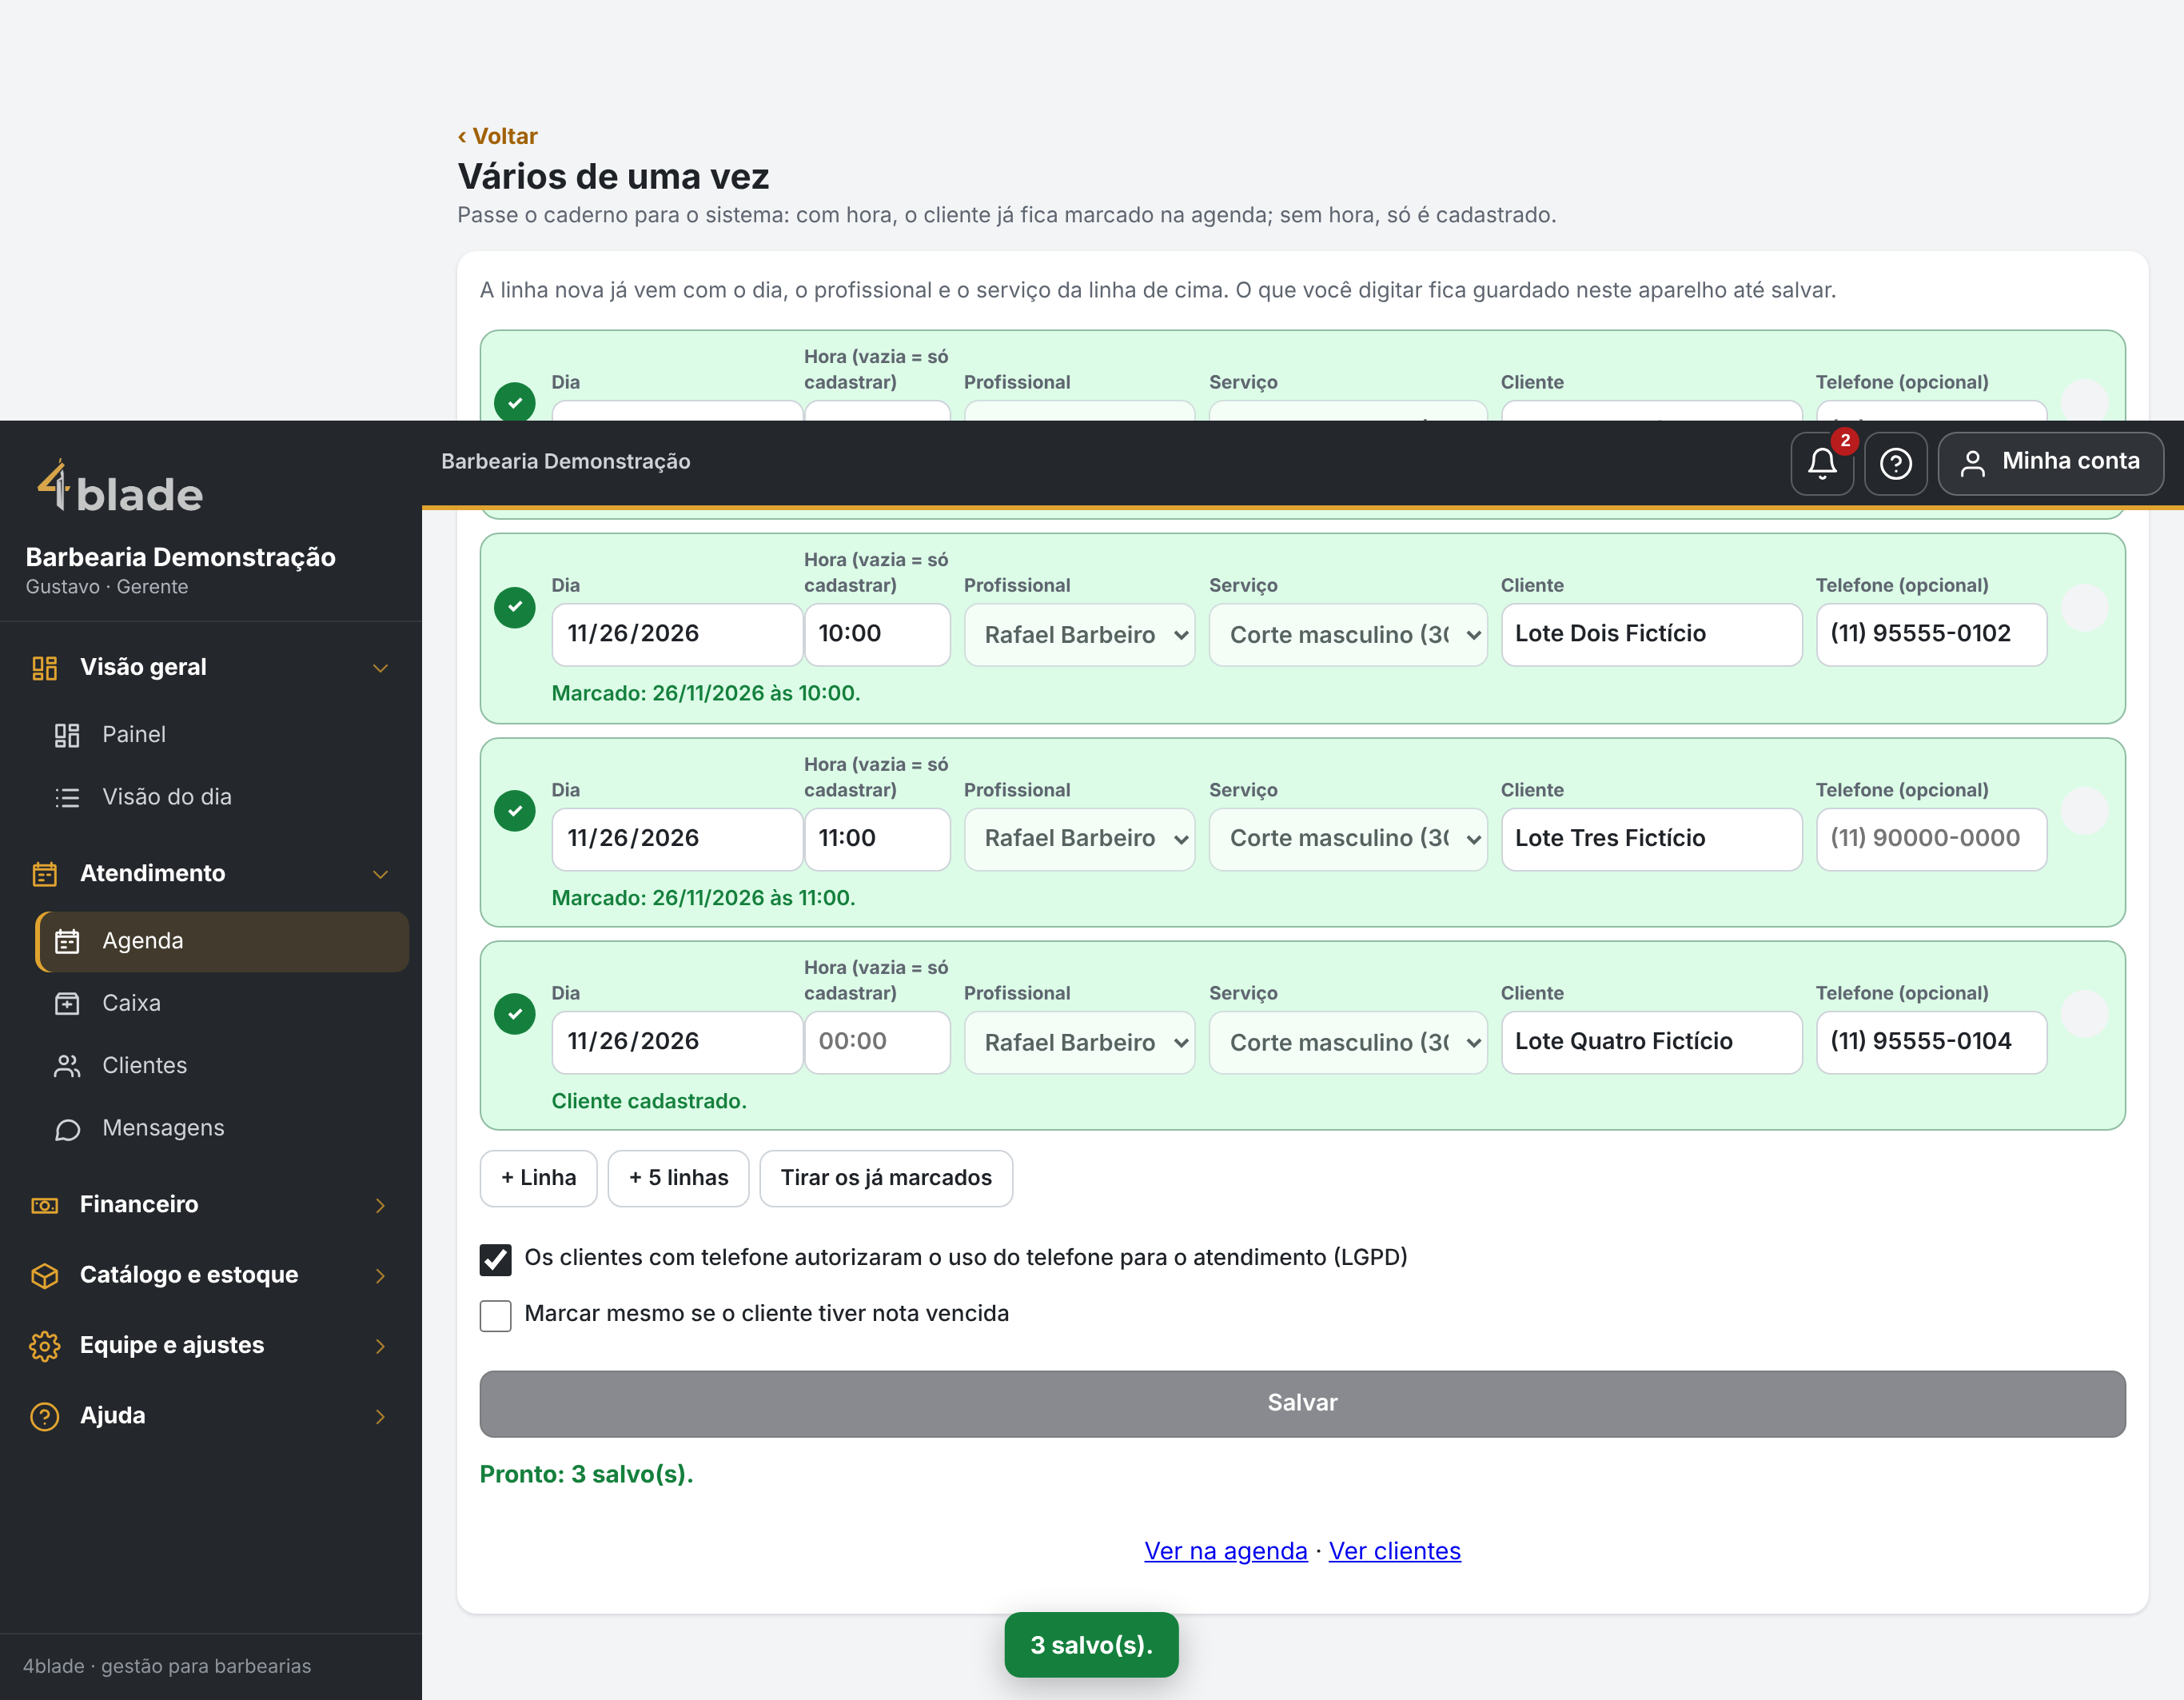 ‹ Voltar
Vários de uma vez
Passe o caderno para o sistema: com hora, o cliente já fica marcado na agenda; sem hora, só é cadastrado.
A linha nova já vem com o dia, o profissional e o serviço da linha de cima. O que você digitar fica guardado neste aparelho até salvar.
Dia
Hora (vazia = só cadastrar)
Profissional
Serviço
Cliente
Telefone (opcional)
4blade
Barbearia Demonstração
2
Minha conta
Barbearia Demonstração
Gustavo · Gerente
Visão geral
Painel
Visão do dia
Atendimento
Agenda
Caixa
Clientes
Mensagens
Financeiro
Catálogo e estoque
Equipe e ajustes
Ajuda
4blade · gestão para barbearias
Dia
Hora (vazia = só cadastrar)
Profissional
Serviço
Cliente
Telefone (opcional)
11/26/2026
10:00
Rafael Barbeiro
Corte masculino (30
Lote Dois Fictício
(11) 95555-0102
Marcado: 26/11/2026 às 10:00.
Dia
Hora (vazia = só cadastrar)
Profissional
Serviço
Cliente
Telefone (opcional)
11/26/2026
11:00
Rafael Barbeiro
Corte masculino (30
Lote Tres Fictício
(11) 90000-0000
Marcado: 26/11/2026 às 11:00.
Dia
Hora (vazia = só cadastrar)
Profissional
Serviço
Cliente
Telefone (opcional)
11/26/2026
00:00
Rafael Barbeiro
Corte masculino (30
Lote Quatro Fictício
(11) 95555-0104
Cliente cadastrado.
+ Linha
+ 5 linhas
Tirar os já marcados
Os clientes com telefone autorizaram o uso do telefone para o atendimento (LGPD)
Marcar mesmo se o cliente tiver nota vencida
Salvar
Pronto: 3 salvo(s).
Ver na agenda · Ver clientes
3 salvo(s).